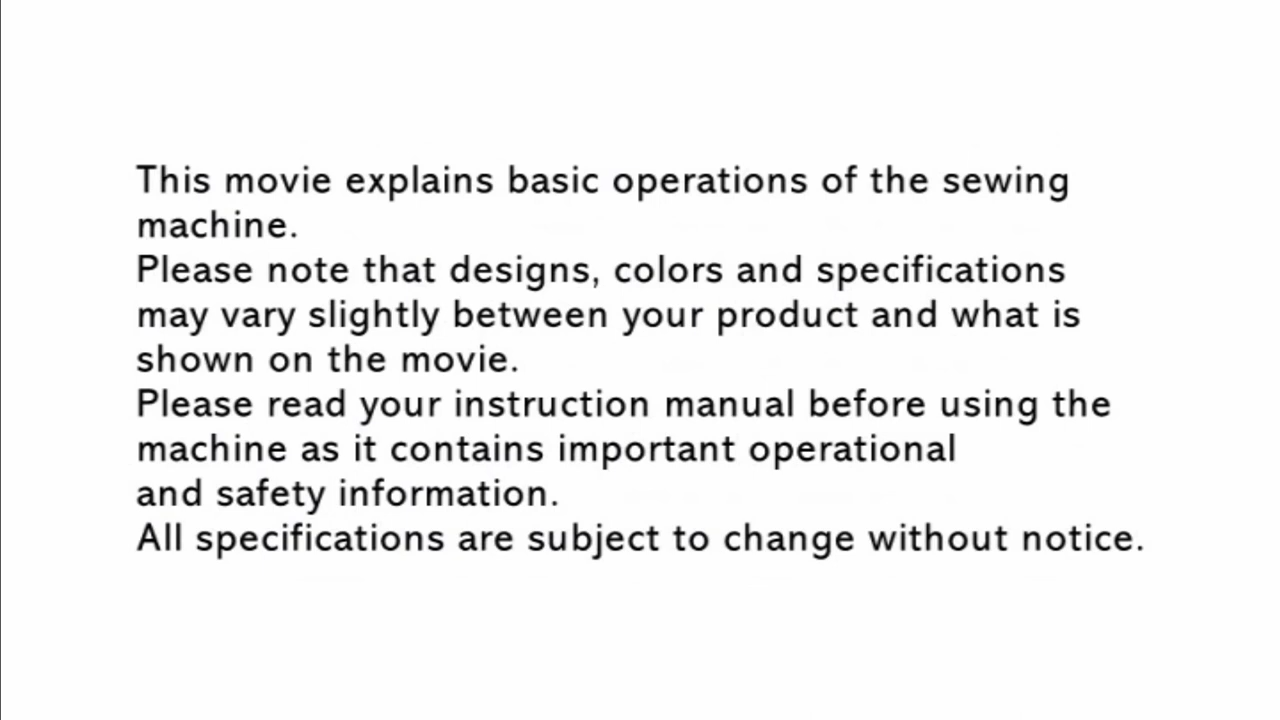 This movie explains basic operations of the sewing
machine.
Please note that designs, colors and specifications
may vary slightly between your product and what is
shown on the movie.
Please read your instruction manual before using the
machine as it contains important operational
and safety information.
All specifications are subject to change without notice.